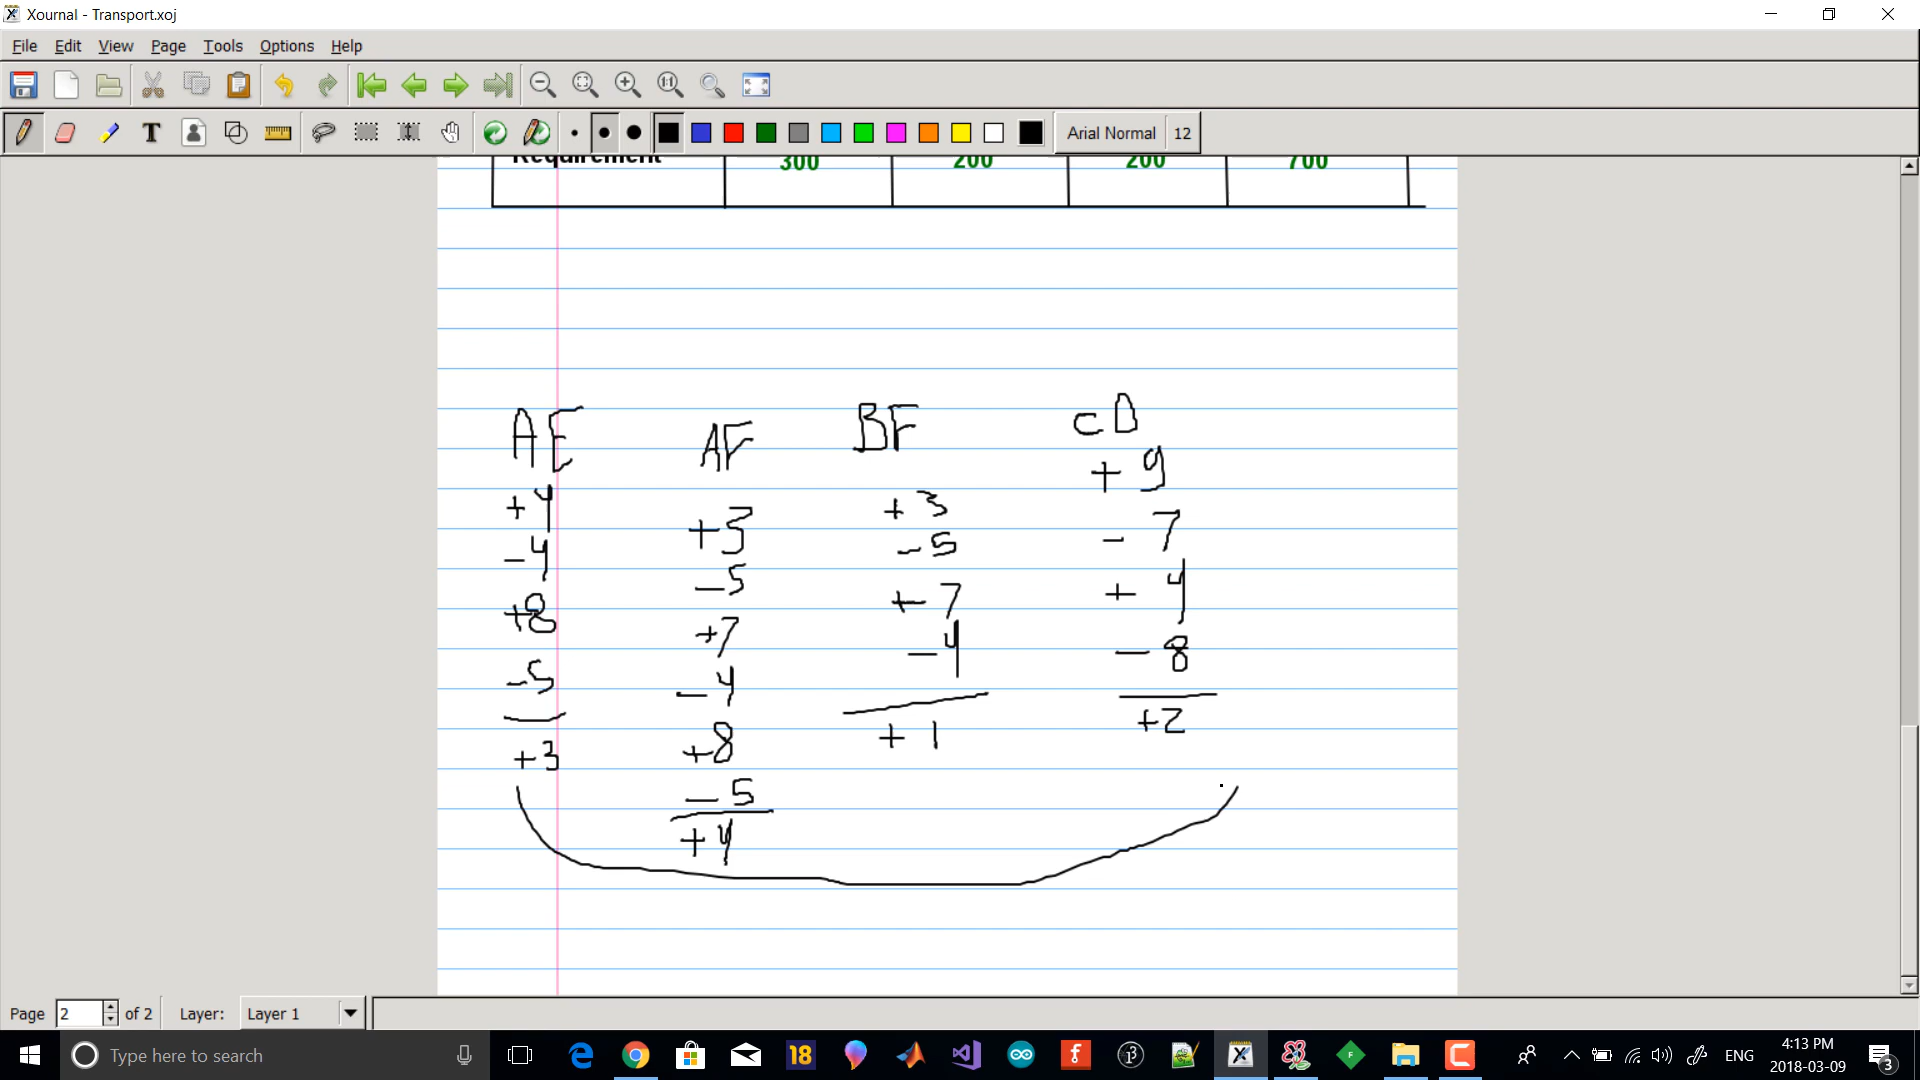 Xournal - Transport.xoj
File Edit View Page Tools Options Help
Arial Normal 12
Requirement 300 200 200 700
AE AF BF CD
+4 +3 +3 +9
-4 -5 -5 -7
+8 +7 +7 +4
-5 -4 -4 -8
+3 +8 +1 +2
-5
+4
Page 2 of 2 Layer: Layer 1
Type here to search
18
ENG
4:13 PM
2018-03-09
3